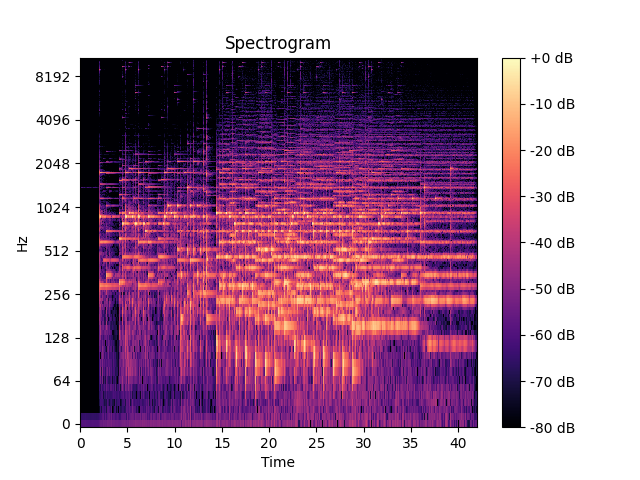 Spectrogram
Hz
8192
4096
2048
1024
512
256
128
64
0
0 5 10 15 20 25 30 35 40
Time
+0 dB
-10 dB
-20 dB
-30 dB
-40 dB
-50 dB
-60 dB
-70 dB
-80 dB